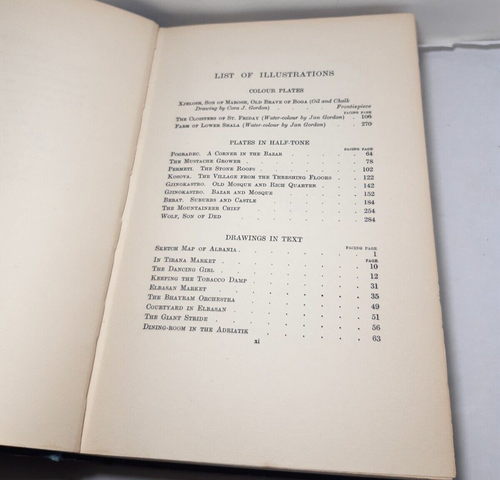 LIST OF ILLUSTRATIONS
COLOUR PLATES
KJELOSH, SON OF MAROSH, OLD BRAVE OF BOGA (Oil and Chalk
Drawing by Cora J. Gordon) . . . Frontispiece
FACING PAGE
THE CLOISTERS OF ST. FRIDAY (Water-colour by Jan Gordon) . 106
FARM OF LOWER SHALA (Water-colour by Jan Gordon) . . 270
PLATES IN HALF-TONE
FACING PAGE
POGRADEC. A CORNER IN THE BAZAR . . . . 64
THE MUSTACHE GROWER . . . . . . 78
PERMETI. THE STONE ROOFS . . . . . 102
KOSOVA. THE VILLAGE FROM THE THRESHING FLOORS . . 122
GJINOKASTRO. OLD MOSQUE AND RICH QUARTER . . . 142
GJINOKASTRO. BAZAR AND MOSQUE . . . . 152
BERAT. SUBURBS AND CASTLE . . . . . 184
THE MOUNTAINEER CHIEF . . . . . . 254
WOLF, SON OF DED . . . . . . . 284
DRAWINGS IN TEXT
FACING PAGE
SKETCH MAP OF ALBANIA . . . . . . 1
PAGE
IN TIRANA MARKET . . . . . . . 10
THE DANCING GIRL . . . . . . . 12
KEEPING THE TOBACCO DAMP . . . . . 31
ELBASAN MARKET . . . . . . . 31
THE BHAYRAM ORCHESTRA . . . . . . 35
COURTYARD IN ELBASAN . . . . . . 49
THE GIANT STRIDE . . . . . . . 51
DINING-ROOM IN THE ADRIATIK . . . . . 56
63
xi